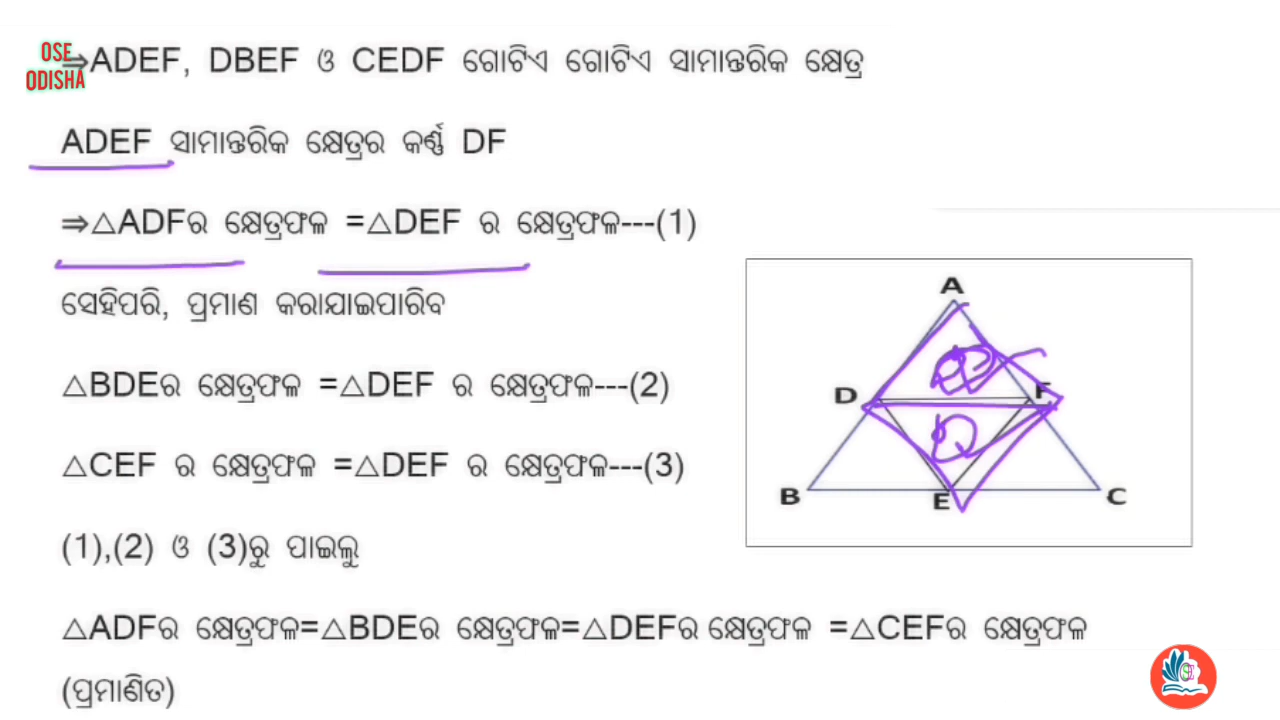 OSE
ODISHA
⇒ADEF, DBEF ଓ CEDF ଗୋଟିଏ ଗୋଟିଏ ସାମାନ୍ତରିକ କ୍ଷେତ୍ର
ADEF ସାମାନ୍ତରିକ କ୍ଷେତ୍ରର କର୍ଣ୍ଣ DF
⇒△ADFର କ୍ଷେତ୍ରଫଳ =△DEF ର କ୍ଷେତ୍ରଫଳ---(1)
ସେହିପରି, ପ୍ରମାଣ କରାଯାଇପାରିବ
△BDEର କ୍ଷେତ୍ରଫଳ =△DEF ର କ୍ଷେତ୍ରଫଳ---(2)
△CEF ର କ୍ଷେତ୍ରଫଳ =△DEF ର କ୍ଷେତ୍ରଫଳ---(3)
(1),(2) ଓ (3)ରୁ ପାଇଲୁ
△ADFର କ୍ଷେତ୍ରଫଳ=△BDEର କ୍ଷେତ୍ରଫଳ=△DEFର କ୍ଷେତ୍ରଫଳ =△CEFର କ୍ଷେତ୍ରଫଳ
(ପ୍ରମାଣିତ)
A
D F
B E C